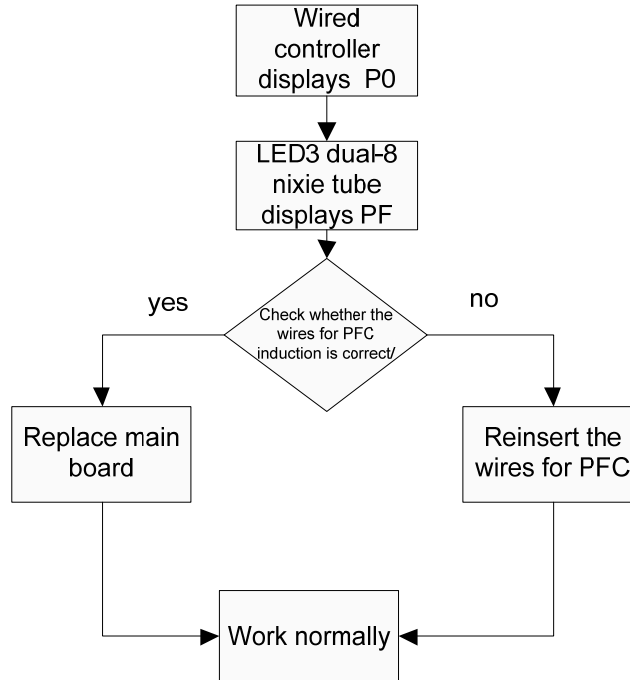 Wired
controller
displays P0
LED3 dual-8
nixie tube
displays PF
yes
no
Check whether the
wires for PFC
induction is correct/
Replace main
board
Reinsert the
wires for PFC
Work normally